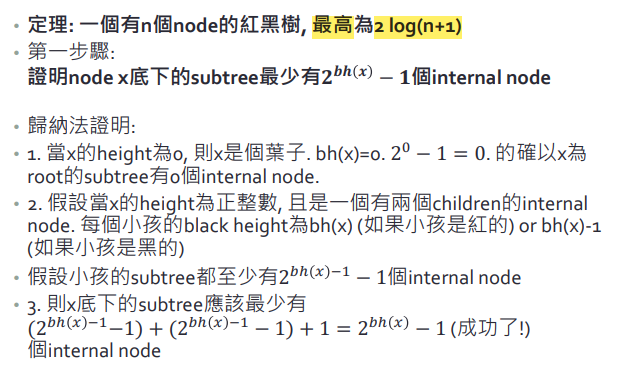 • 定理: 一個有n個node的紅黑樹, 最高為2 log(n+1)
• 第一步驟:
證明node x底下的subtree最少有2^{bh(x)} − 1個internal node
• 歸納法證明:
• 1. 當x的height為0, 則x是個葉子. bh(x)=0. 2^0 − 1 = 0. 的確以x為
root的subtree有0個internal node.
• 2. 假設當x的height為正整數, 且是一個有兩個children的internal
node. 每個小孩的black height為bh(x) (如果小孩是紅的) or bh(x)-1
(如果小孩是黑的)
• 假設小孩的subtree都至少有2^{bh(x)−1} − 1個internal node
• 3. 則x底下的subtree應該最少有
(2^{bh(x)−1}−1) + (2^{bh(x)−1} − 1) + 1 = 2^{bh(x)} − 1 (成功了!)
個internal node